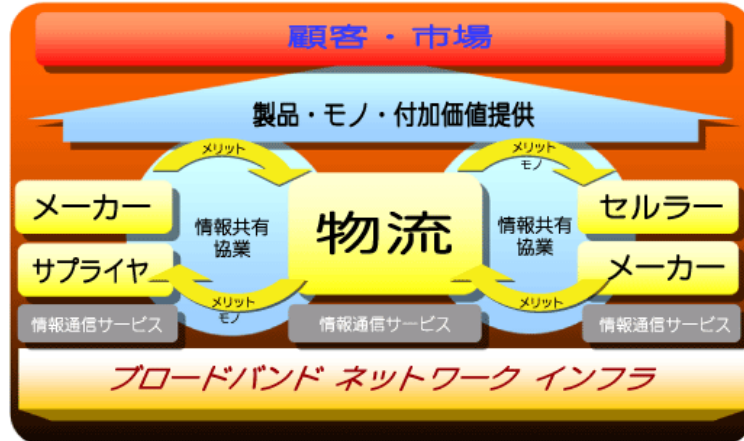 顧客・市場
製品・モノ・付加価値提供
メリット
メリット
モノ
メーカー
情報共有
協業
物流
情報共有
協業
セルラー
サプライヤ
メーカー
メリット
モノ
メリット
情報通信サービス
情報通信サービス
情報通信サービス
ブロードバンド ネットワーク インフラ